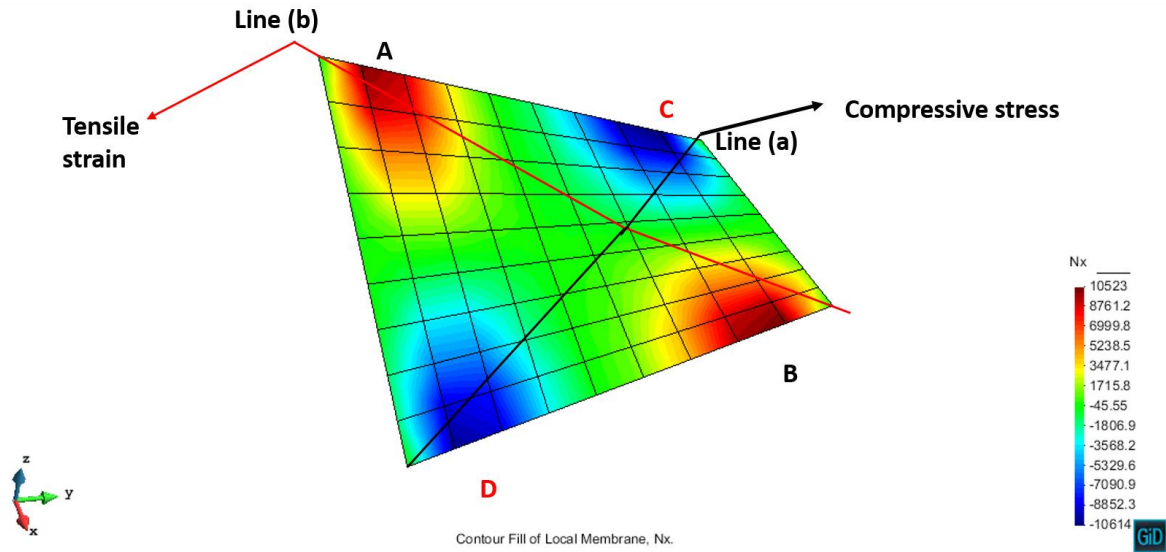 Line (b)
A
C
Compressive stress
Tensile
strain
Line (a)
Nx
10523
8761.2
6999.8
5238.5
3477.1
1715.8
-45.55
-1806.9
-3568.2
-5329.6
-7090.9
-8852.3
-10614
B
D
z
y
x
Contour Fill of Local Membrane, Nx.
GiD